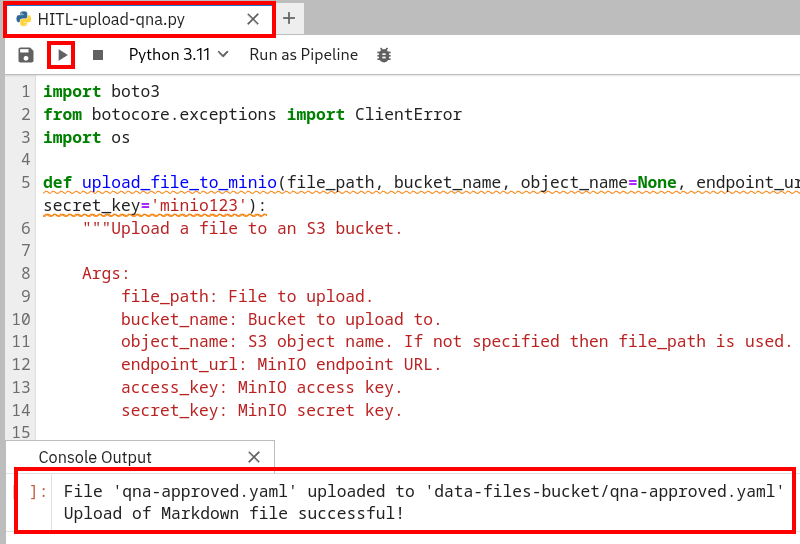 HITL-upload-qna.py
Python 3.11 Run as Pipeline
1 import boto3
2 from botocore.exceptions import ClientError
3 import os
4
5 def upload_file_to_minio(file_path, bucket_name, object_name=None, endpoint_ur
secret_key='minio123'):
6 """Upload a file to an S3 bucket.
7
8 Args:
9 file_path: File to upload.
10 bucket_name: Bucket to upload to.
11 object_name: S3 object name. If not specified then file_path is used.
12 endpoint_url: MinIO endpoint URL.
13 access_key: MinIO access key.
14 secret_key: MinIO secret key.
15
Console Output
]: File 'qna-approved.yaml' uploaded to 'data-files-bucket/qna-approved.yaml'
Upload of Markdown file successful!